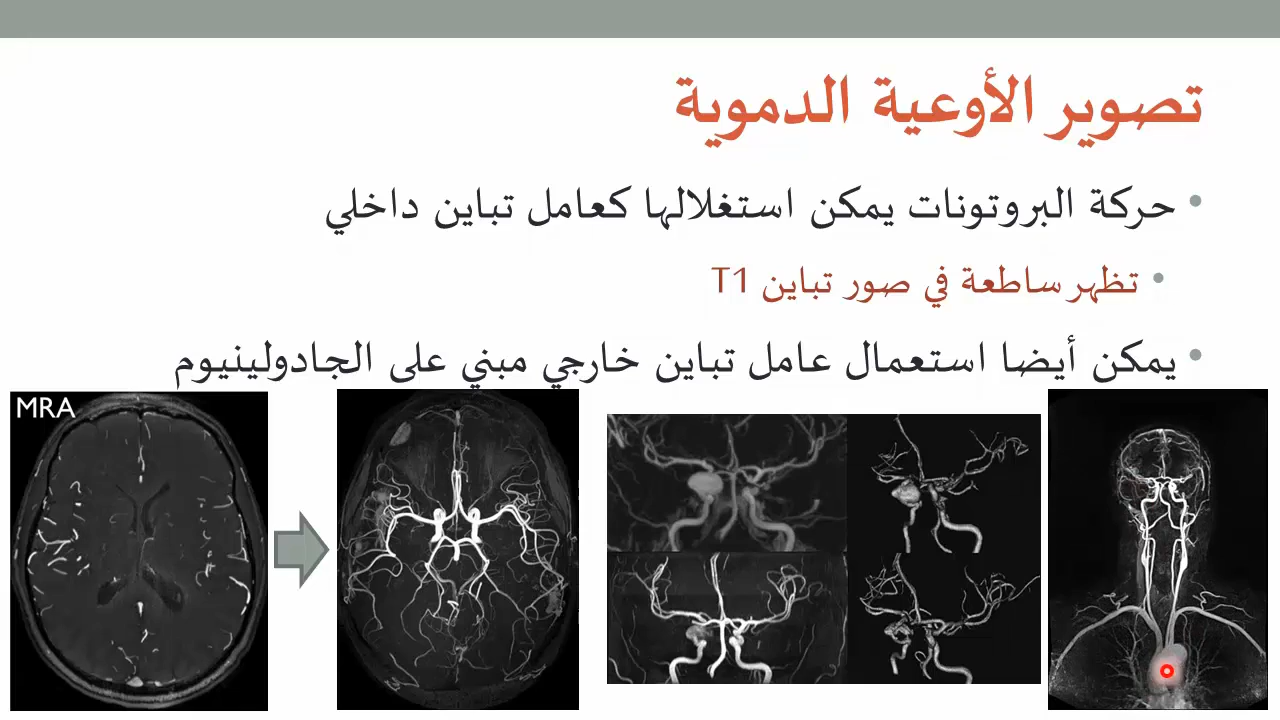 تصوير الأوعية الدموية
• حركة البروتونات يمكن استغلالها كعامل تباين داخلي
• تظهر ساطعة في صور تباين T1
• يمكن أيضا استعمال عامل تباين خارجي مبني على الجادولينيوم
MRA